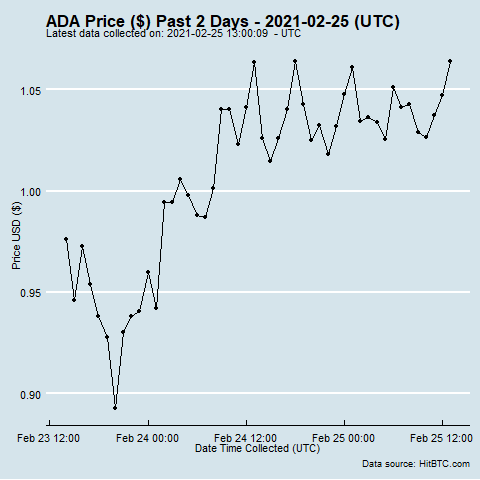 ADA Price ($) Past 2 Days - 2021-02-25 (UTC)
Latest data collected on: 2021-02-25 13:00:09  - UTC
1.05
1.00
0.95
0.90
Price USD ($)
Feb 23 12:00 Feb 24 00:00 Feb 24 12:00 Feb 25 00:00 Feb 25 12:00
Date Time Collected (UTC)
Data source: HitBTC.com